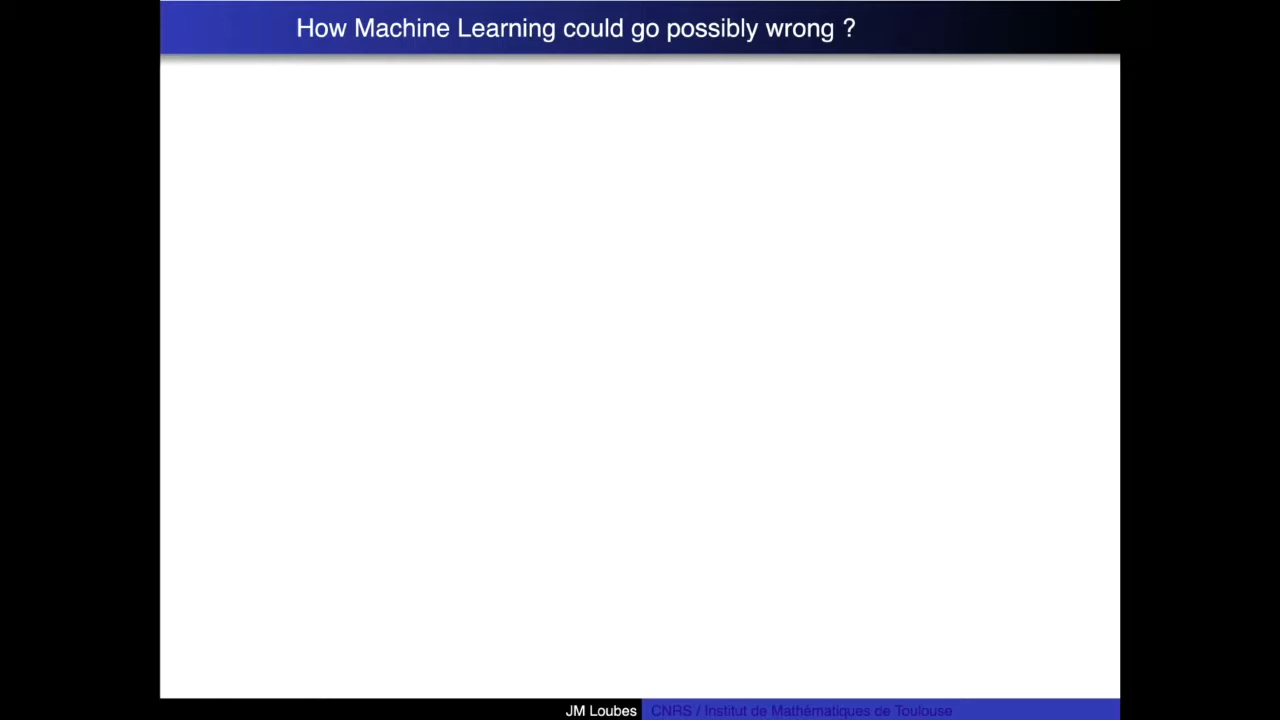 How Machine Learning could go possibly wrong ?
JM Loubes CNRS / Institut de Mathématiques de Toulouse